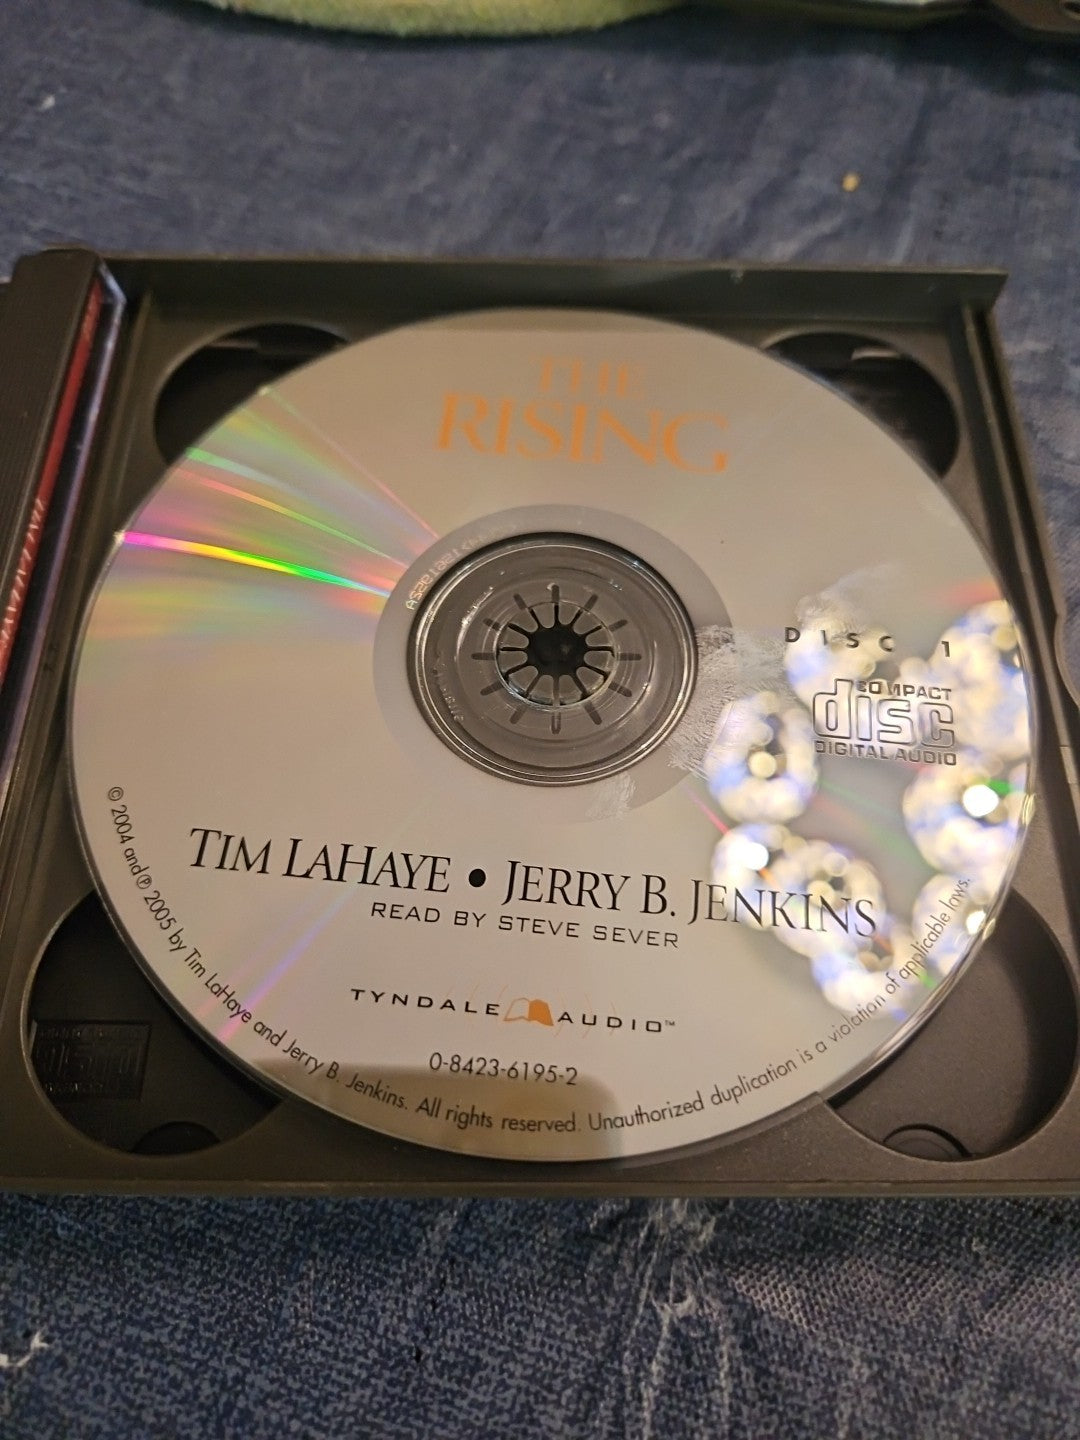 THE
RISING
DISC 1
COMPACT
disc
DIGITAL AUDIO
TIM LAHAYE • JERRY B. JENKINS
READ BY STEVE SEVER
TYNDALE AUDIO™
0-8423-6195-2
© 2004 and ℗ 2005 by Tim LaHaye and Jerry B. Jenkins. All rights reserved. Unauthorized duplication is a violation of applicable laws.